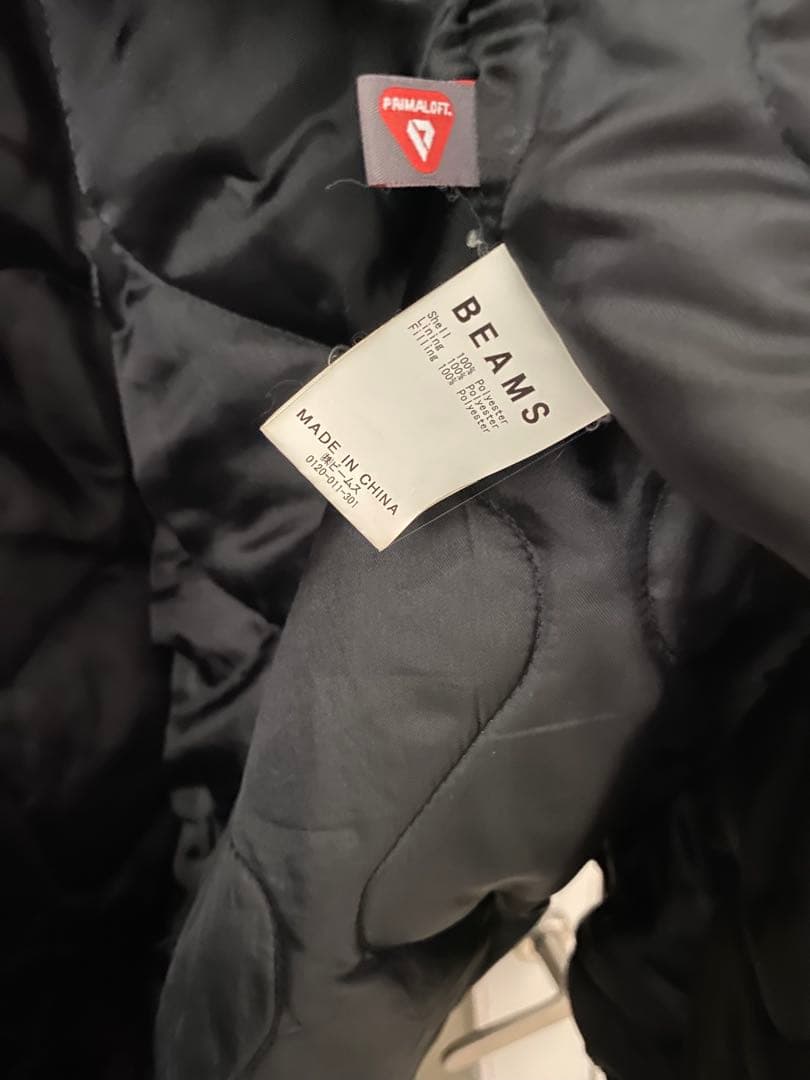 PRIMALOFT.
BEAMS
Shell 100% Polyester
Lining 100% Polyester
Filling 100% Polyester
MADE IN CHINA
㈱ビームス
0120-011-301